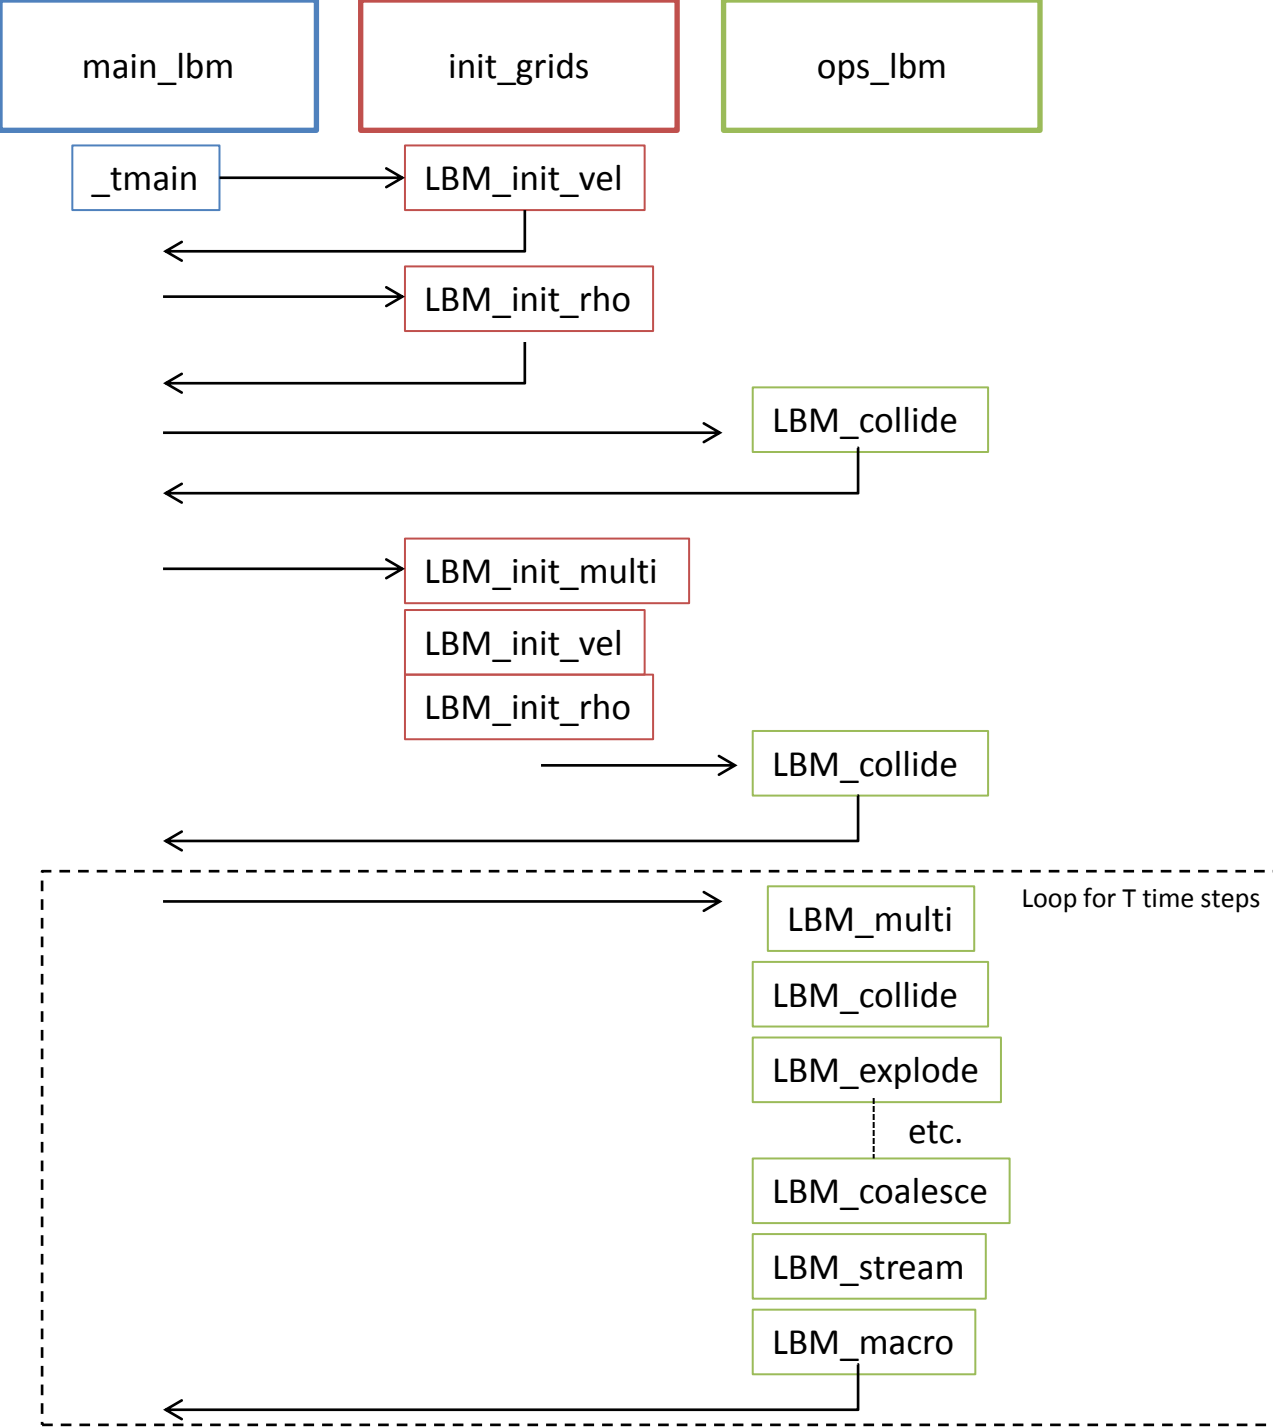 main_lbm
init_grids
ops_lbm
_tmain
LBM_init_vel
LBM_init_rho
LBM_collide
LBM_init_multi
LBM_init_vel
LBM_init_rho
LBM_collide
Loop for T time steps
LBM_multi
LBM_collide
LBM_explode
etc.
LBM_coalesce
LBM_stream
LBM_macro